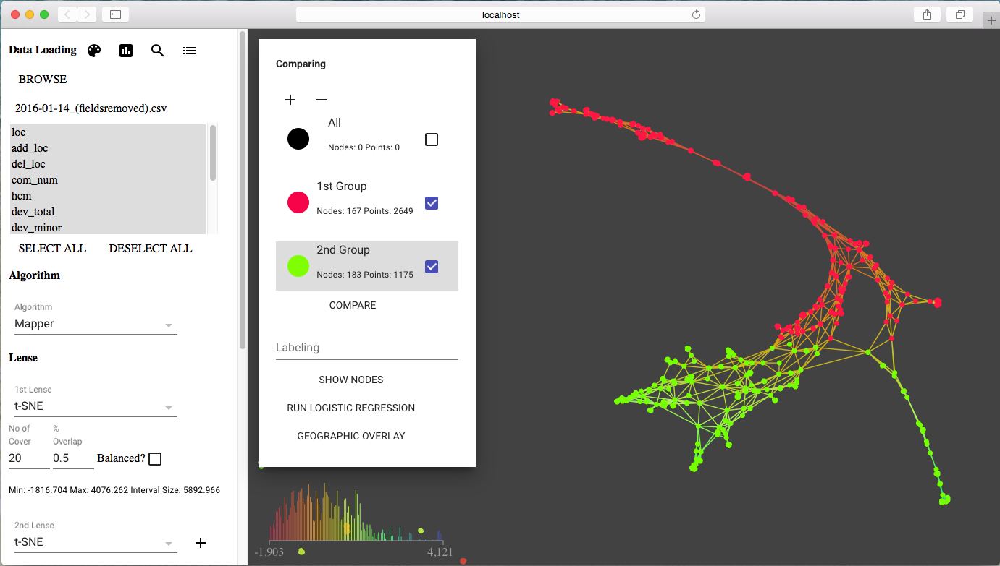 localhost
Data Loading
BROWSE
2016-01-14_(fieldsremoved).csv
loc
add_loc
del_loc
com_num
hcm
dev_total
dev_minor
SELECT ALL DESELECT ALL
Algorithm
Algorithm
Mapper
Lense
1st Lense
t-SNE
No of Cover
% Overlap
20 0.5 Balanced?
Min: -1816.704 Max: 4076.262 Interval Size: 5892.966
2nd Lense
t-SNE
Comparing
All
Nodes: 0 Points: 0
1st Group
Nodes: 167 Points: 2649
2nd Group
Nodes: 183 Points: 1175
COMPARE
Labeling
SHOW NODES
RUN LOGISTIC REGRESSION
GEOGRAPHIC OVERLAY
-1,903 4,121